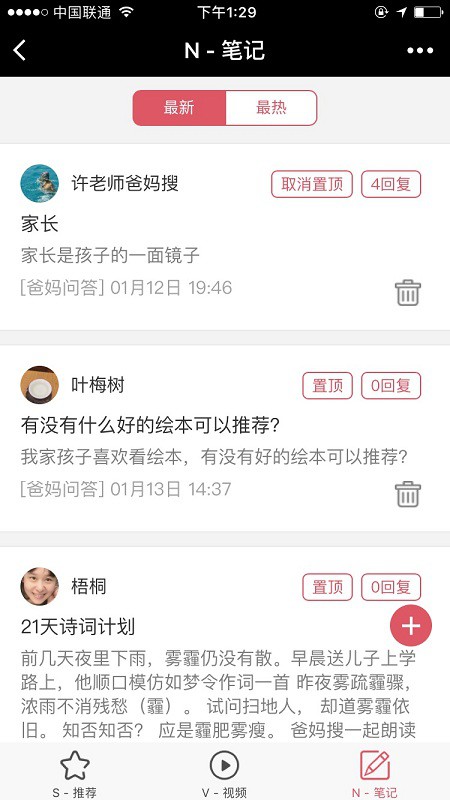 中国联通 下午1:29
N - 笔记
最新 最热
许老师爸妈搜 取消置顶 4回复
家长
家长是孩子的一面镜子
[爸妈问答] 01月12日 19:46
叶梅树 置顶 0回复
有没有什么好的绘本可以推荐?
我家孩子喜欢看绘本，有没有好的绘本可以推荐?
[爸妈问答] 01月13日 14:37
梧桐 置顶 0回复
21天诗词计划
前几天夜里下雨，雾霾仍没有散。早晨送儿子上学
路上，他顺口模仿如梦令作词一首 昨夜雾疏霾骤，
浓雨不消残愁（霾）。 试问扫地人， 却道雾霾依
旧。 知否知否？ 应是霾肥雾瘦。 爸妈搜一起朗读
S - 推荐 V - 视频 N - 笔记